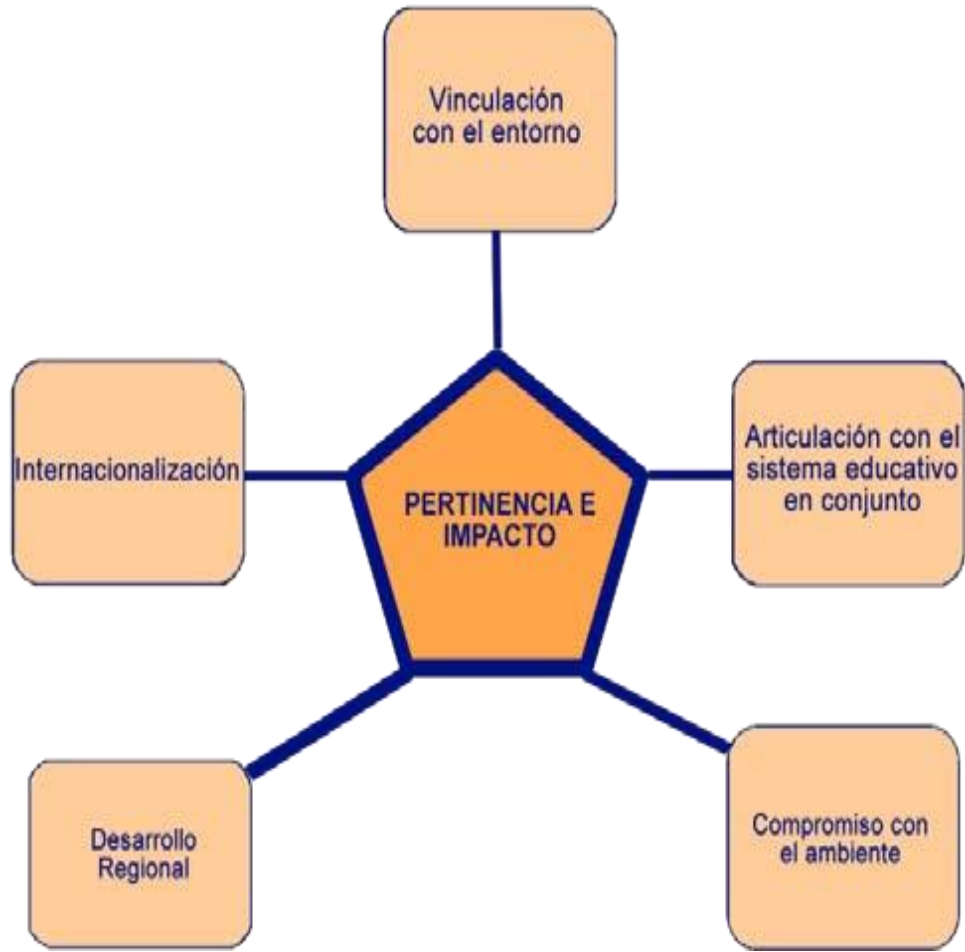 Vinculación
con el entorno
Internacionalización
PERTINENCIA E
IMPACTO
Articulación con el
sistema educativo
en conjunto
Desarrollo
Regional
Compromiso con
el ambiente